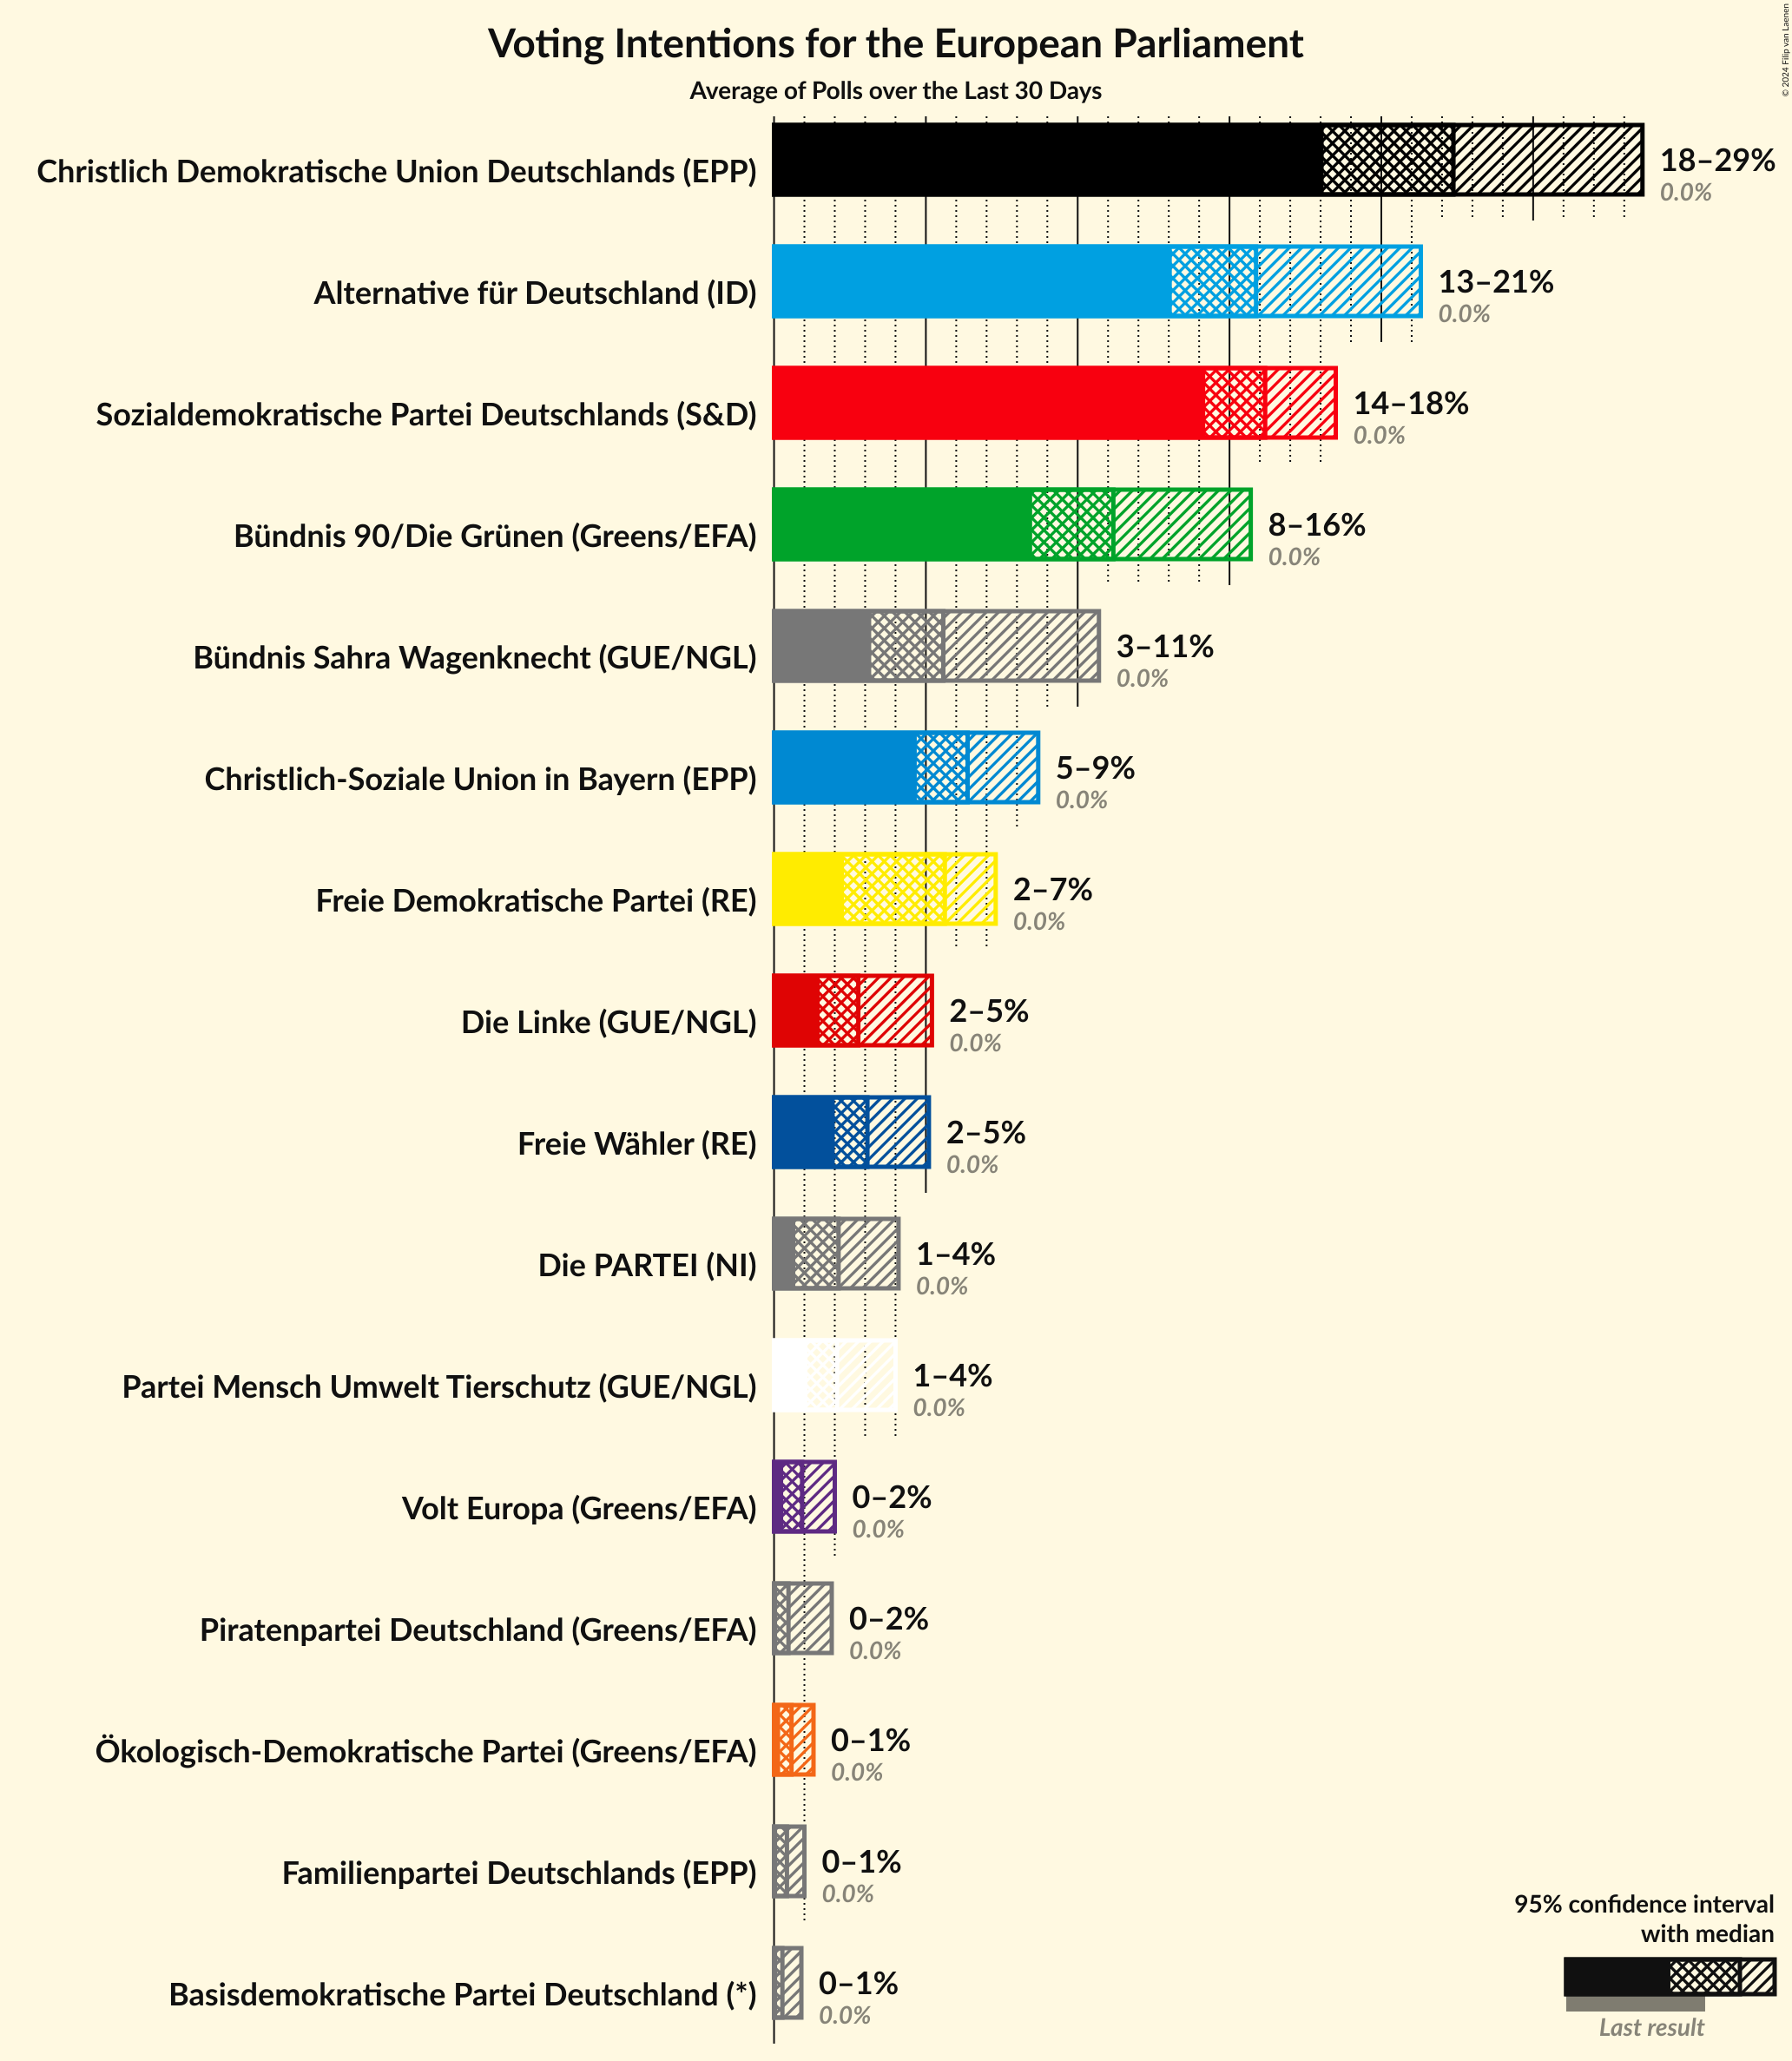 Voting Intentions for the European Parliament
Average of Polls over the Last 30 Days
© 2024 Filip van Laenen
Christlich Demokratische Union Deutschlands (EPP)
18–29%
0.0%
Alternative für Deutschland (ID)
13–21%
0.0%
Sozialdemokratische Partei Deutschlands (S&D)
14–18%
0.0%
Bündnis 90/Die Grünen (Greens/EFA)
8–16%
0.0%
Bündnis Sahra Wagenknecht (GUE/NGL)
3–11%
0.0%
Christlich-Soziale Union in Bayern (EPP)
5–9%
0.0%
Freie Demokratische Partei (RE)
2–7%
0.0%
Die Linke (GUE/NGL)
2–5%
0.0%
Freie Wähler (RE)
2–5%
0.0%
Die PARTEI (NI)
1–4%
0.0%
Partei Mensch Umwelt Tierschutz (GUE/NGL)
1–4%
0.0%
Volt Europa (Greens/EFA)
0–2%
0.0%
Piratenpartei Deutschland (Greens/EFA)
0–2%
0.0%
Ökologisch-Demokratische Partei (Greens/EFA)
0–1%
0.0%
Familienpartei Deutschlands (EPP)
0–1%
0.0%
Basisdemokratische Partei Deutschland (*)
0–1%
0.0%
95% confidence interval
with median
Last result